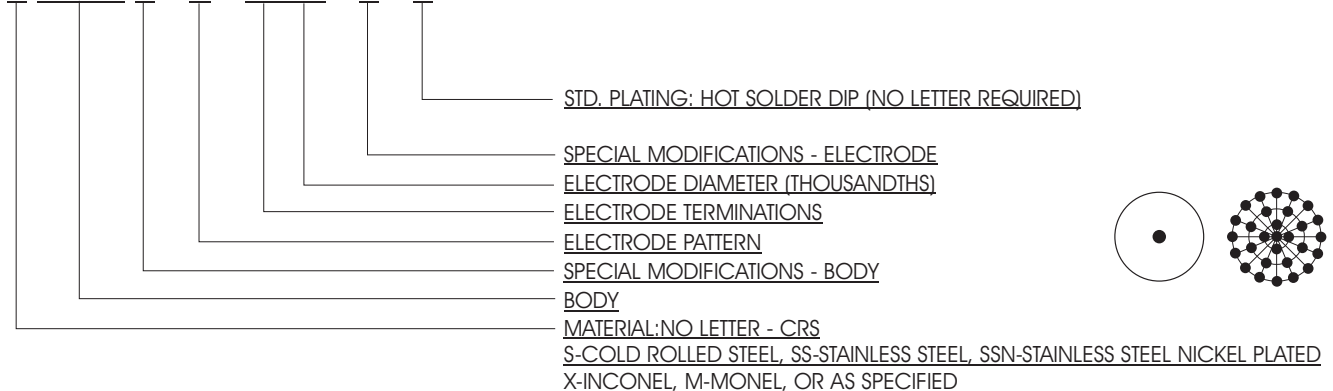 STD. PLATING: HOT SOLDER DIP (NO LETTER REQUIRED)
SPECIAL MODIFICATIONS - ELECTRODE
ELECTRODE DIAMETER (THOUSANDTHS)
ELECTRODE TERMINATIONS
ELECTRODE PATTERN
SPECIAL MODIFICATIONS - BODY
BODY
MATERIAL:NO LETTER - CRS
S-COLD ROLLED STEEL, SS-STAINLESS STEEL, SSN-STAINLESS STEEL NICKEL PLATED
X-INCONEL, M-MONEL, OR AS SPECIFIED